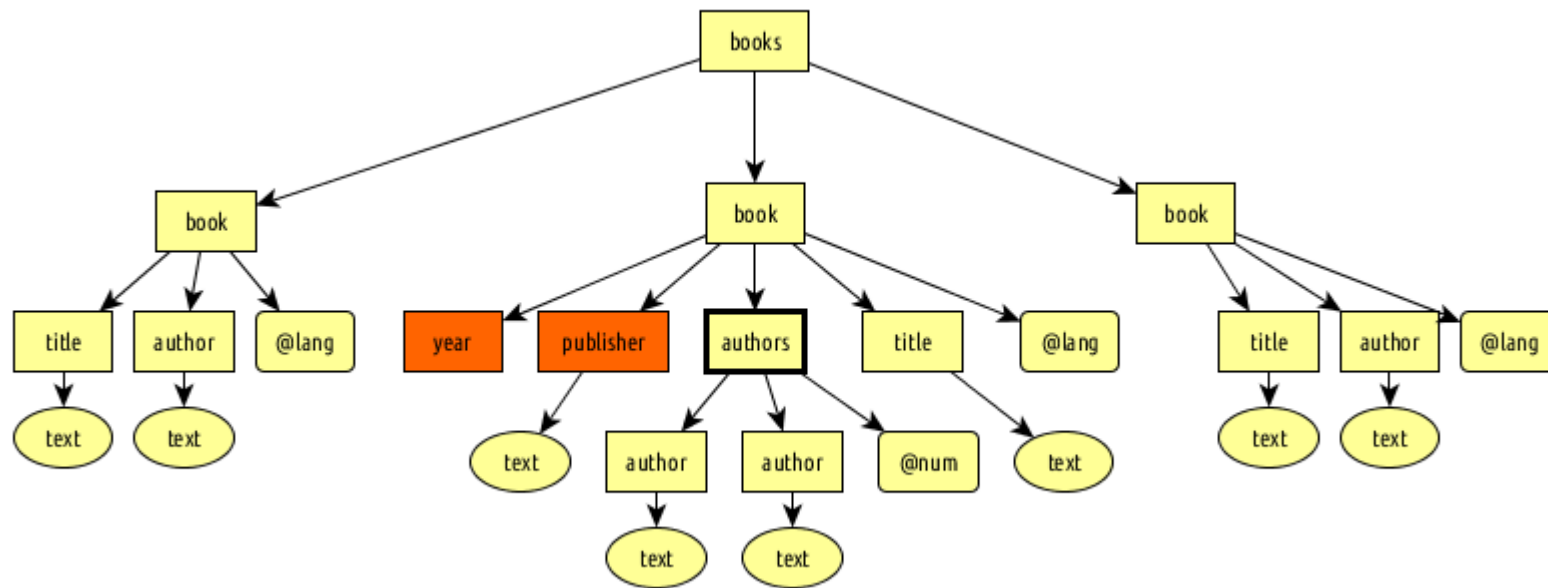 books
book
book
book
title
author
@lang
year
publisher
authors
title
@lang
title
author
@lang
text
text
text
author
author
@num
text
text
text
text
text